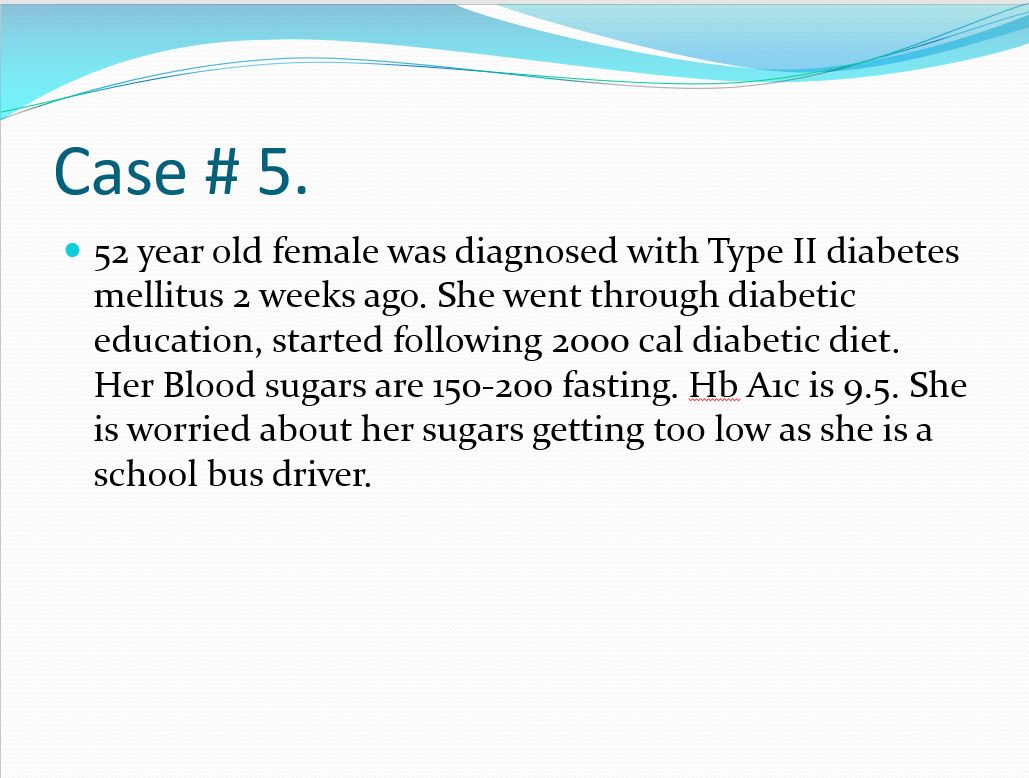 Case # 5.
52 year old female was diagnosed with Type II diabetes
mellitus 2 weeks ago. She went through diabetic
education, started following 2000 cal diabetic diet.
Her Blood sugars are 150-200 fasting. Hb A1c is 9.5. She
is worried about her sugars getting too low as she is a
school bus driver.